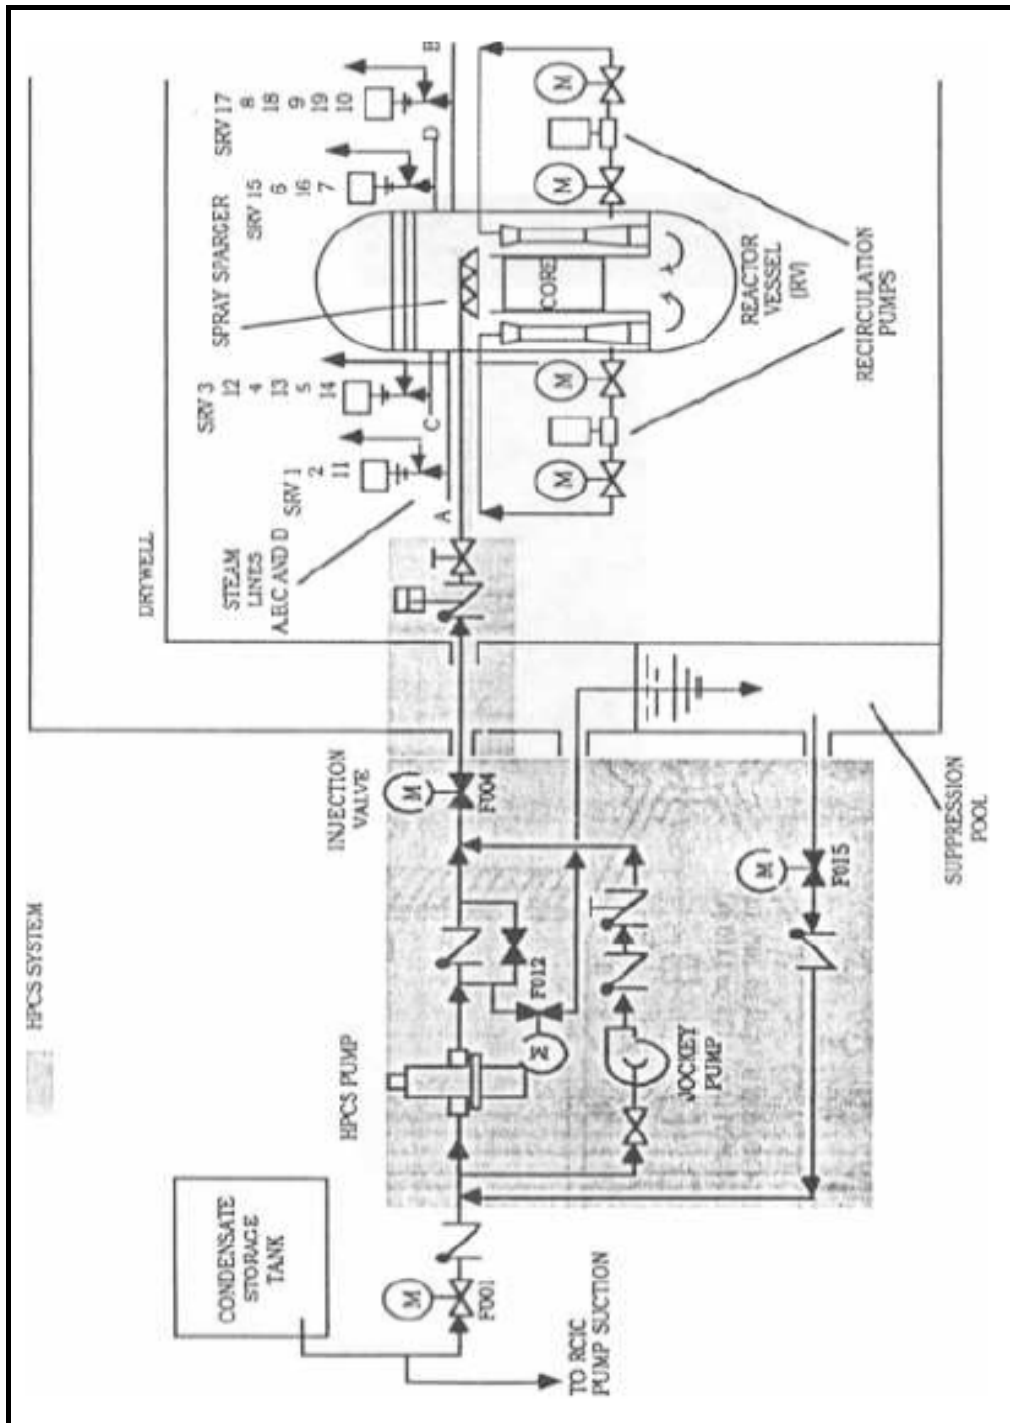 HPCS SYSTEM
CONDENSATE
STORAGE
TANK
TO RCIC
PUMP SUCTION
M
F001
HPCS PUMP
F012
M
JOCKEY
PUMP
INJECTION
VALVE
M
F004
M
F015
SUPPRESSION
POOL
DRYWELL
STEAM
LINES
A,B,C AND D
SRV 1
2
11
A
SRV 3
12
4
13
5
14
C
SPRAY SPARGER
SRV 15
6
16
7
D
SRV 17
8
18
9
19
10
B
CORE
M
M
M
M
REACTOR
VESSEL
(RV)
RECIRCULATION
PUMPS